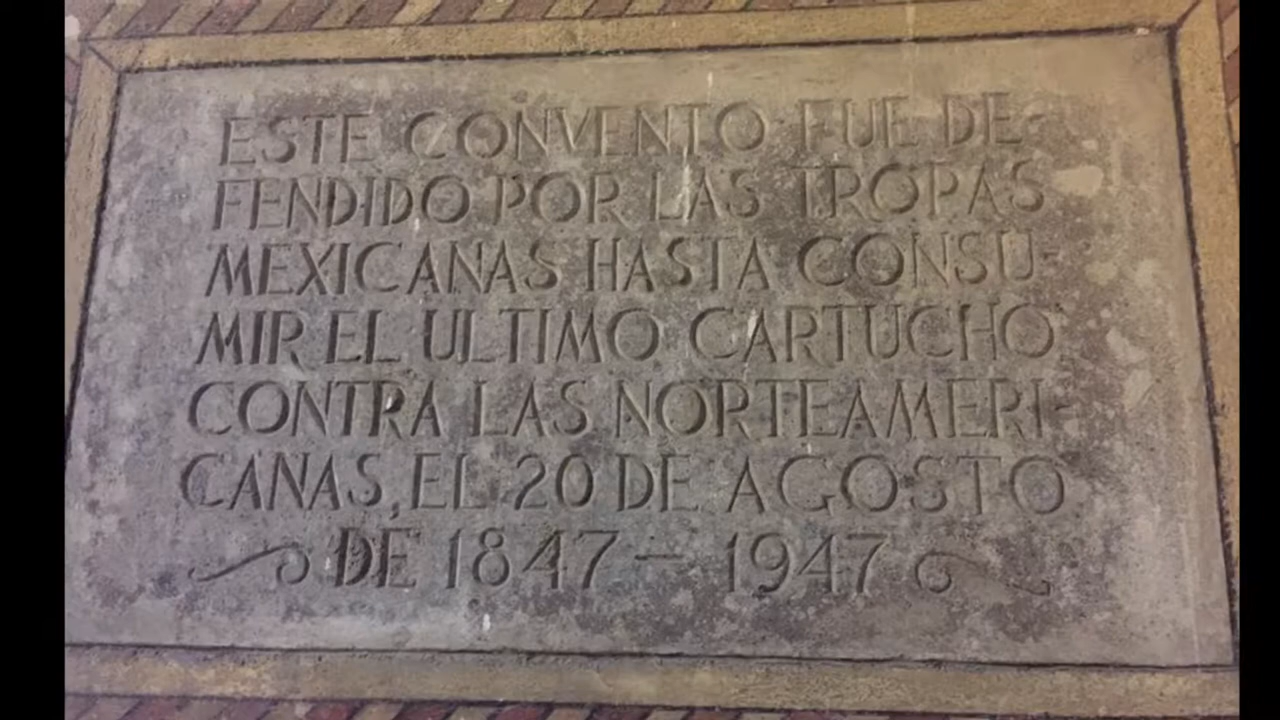 ESTE CONVENTO FUE DE-
FENDIDO POR LAS TROPAS
MEXICANAS HASTA CONSU-
MIR EL ULTIMO CARTUCHO
CONTRA LAS NORTEAMERI-
CANAS, EL 20 DE AGOSTO
DE 1847 - 1947